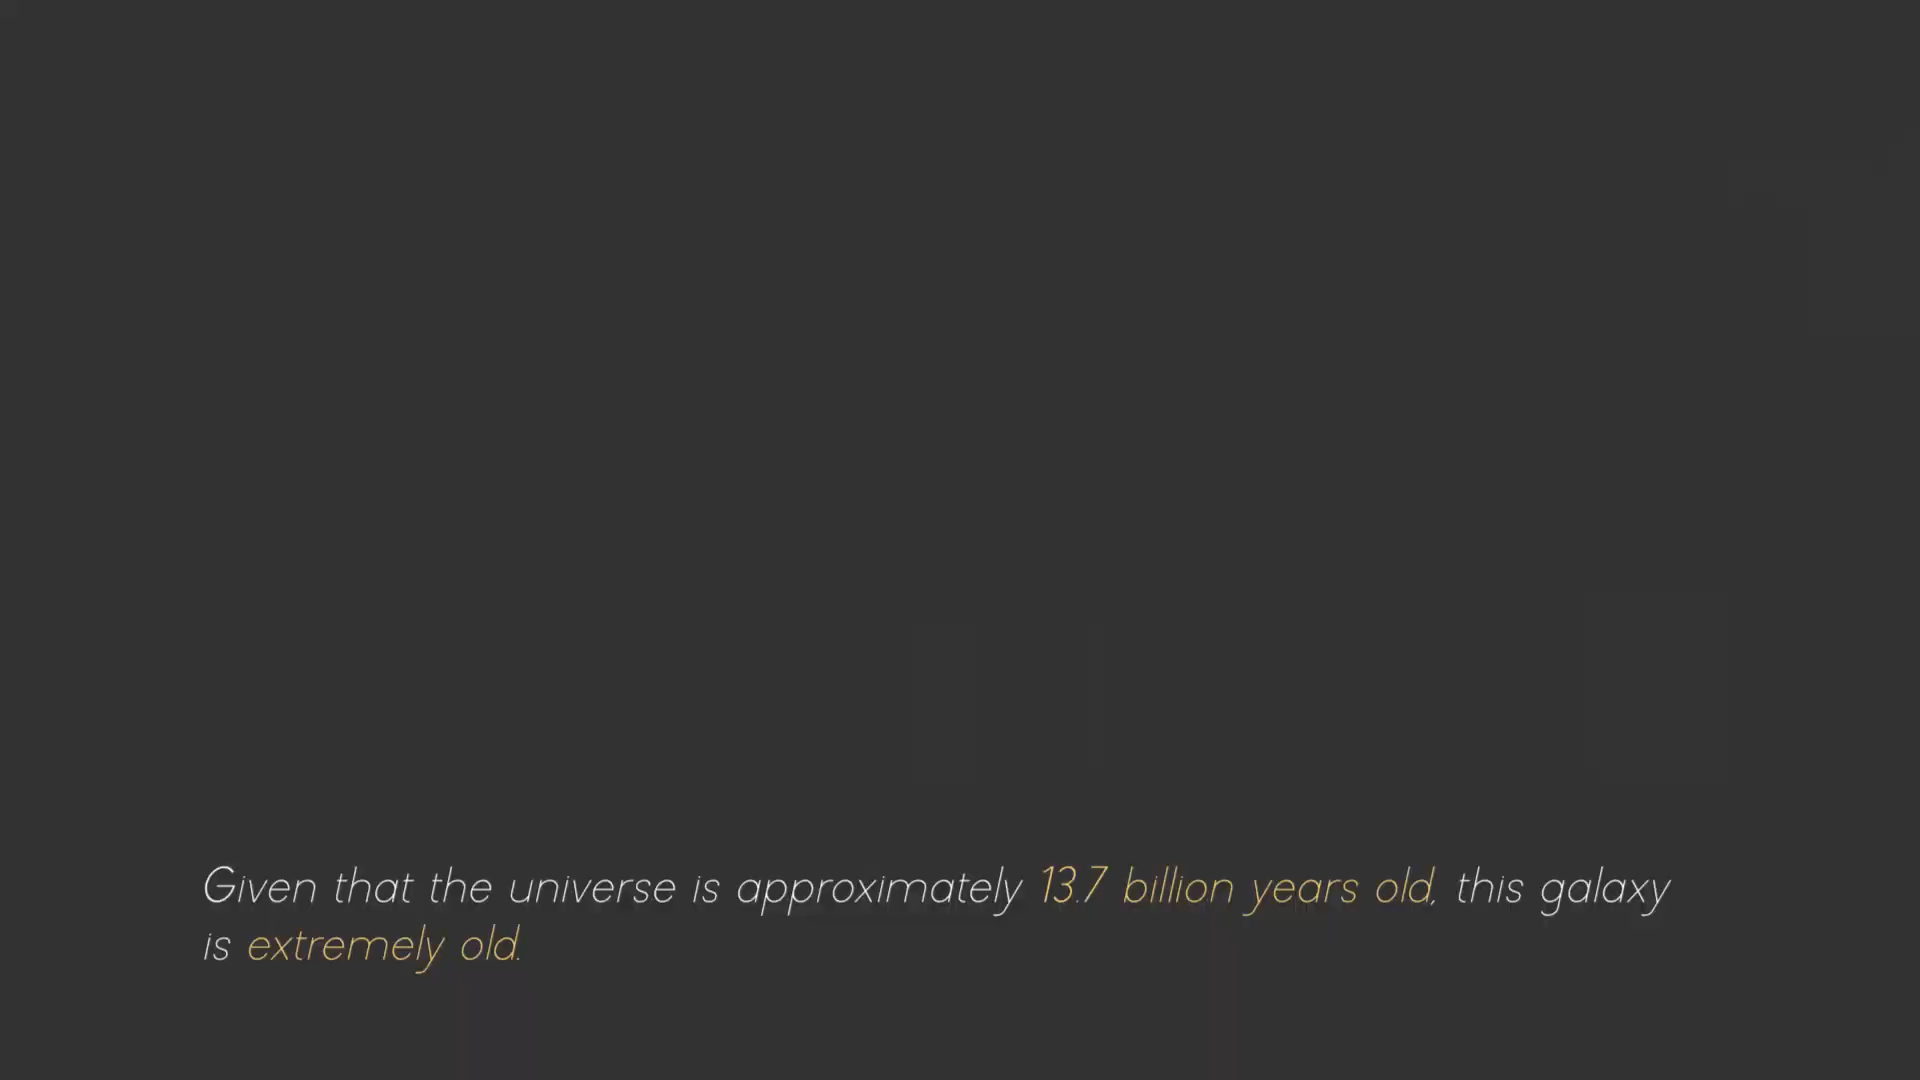 Given that the universe is approximately 13.7 billion years old, this galaxy
is extremely old.